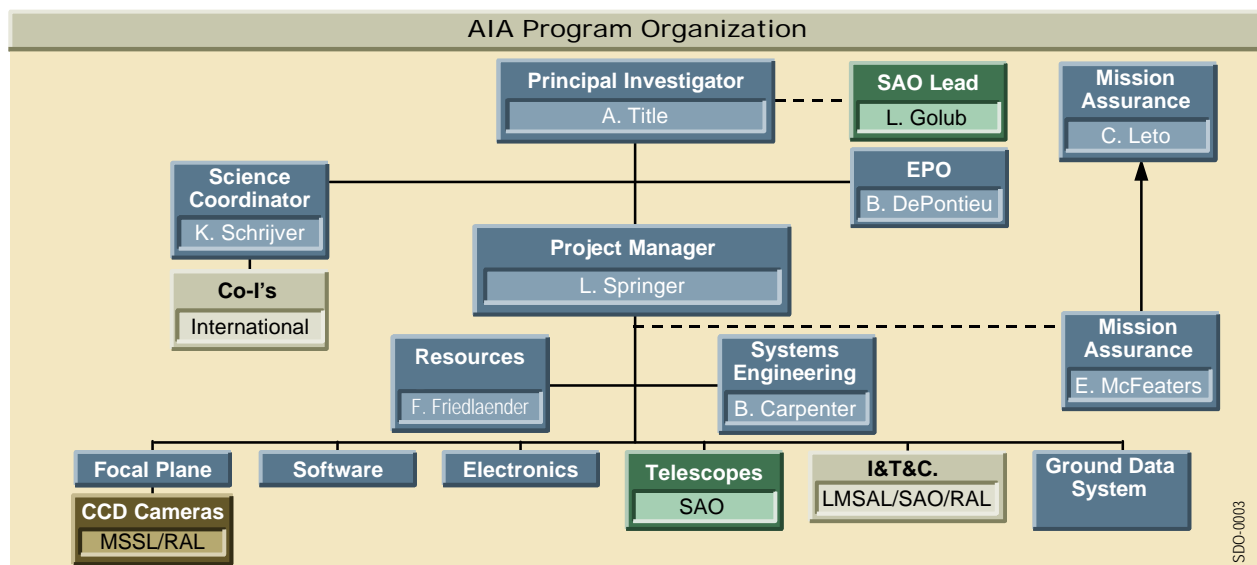 AIA Program Organization
Principal Investigator
A. Title
SAO Lead
L. Golub
Mission
Assurance
C. Leto
Science
Coordinator
K. Schrijver
EPO
B. DePontieu
Project Manager
L. Springer
Co-I's
International
Resources
F. Friedlaender
Systems
Engineering
B. Carpenter
Mission
Assurance
E. McFeaters
Focal Plane
Software
Electronics
Telescopes
SAO
I&T&C.
LMSAL/SAO/RAL
Ground Data
System
CCD Cameras
MSSL/RAL
SDO-0003